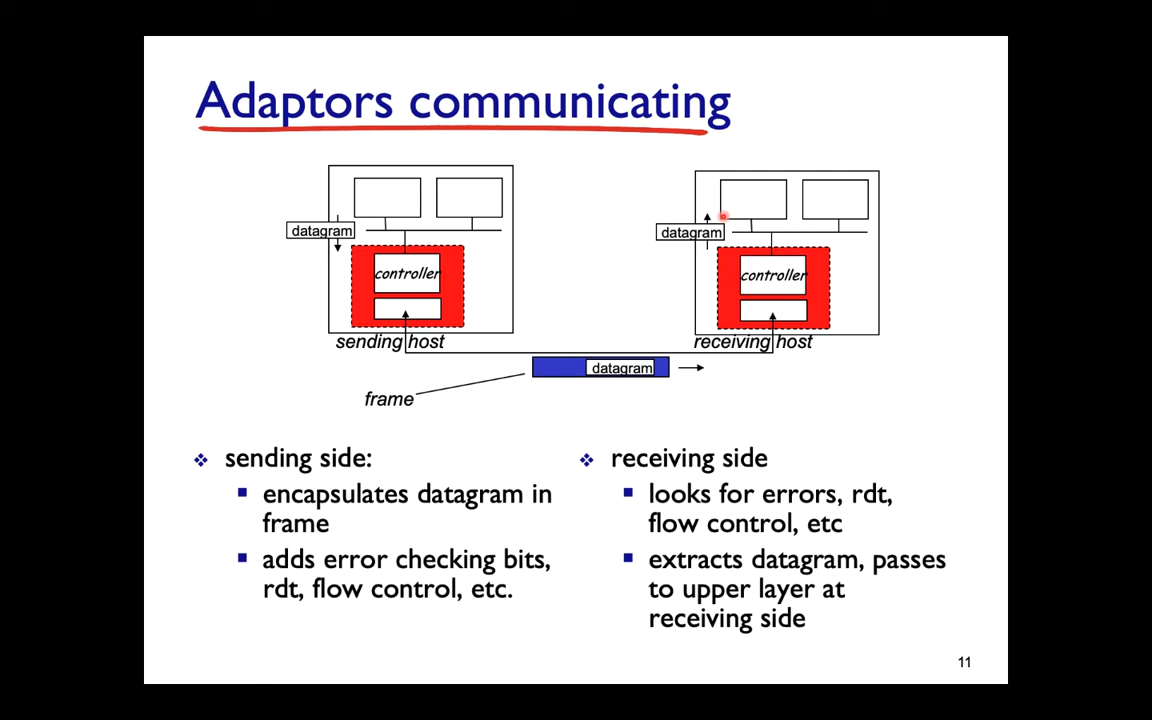 Adaptors communicating
datagram
controller
sending host
datagram
controller
receiving host
datagram
frame
sending side:
encapsulates datagram in
frame
adds error checking bits,
rdt, flow control, etc.
receiving side
looks for errors, rdt,
flow control, etc
extracts datagram, passes
to upper layer at
receiving side
11